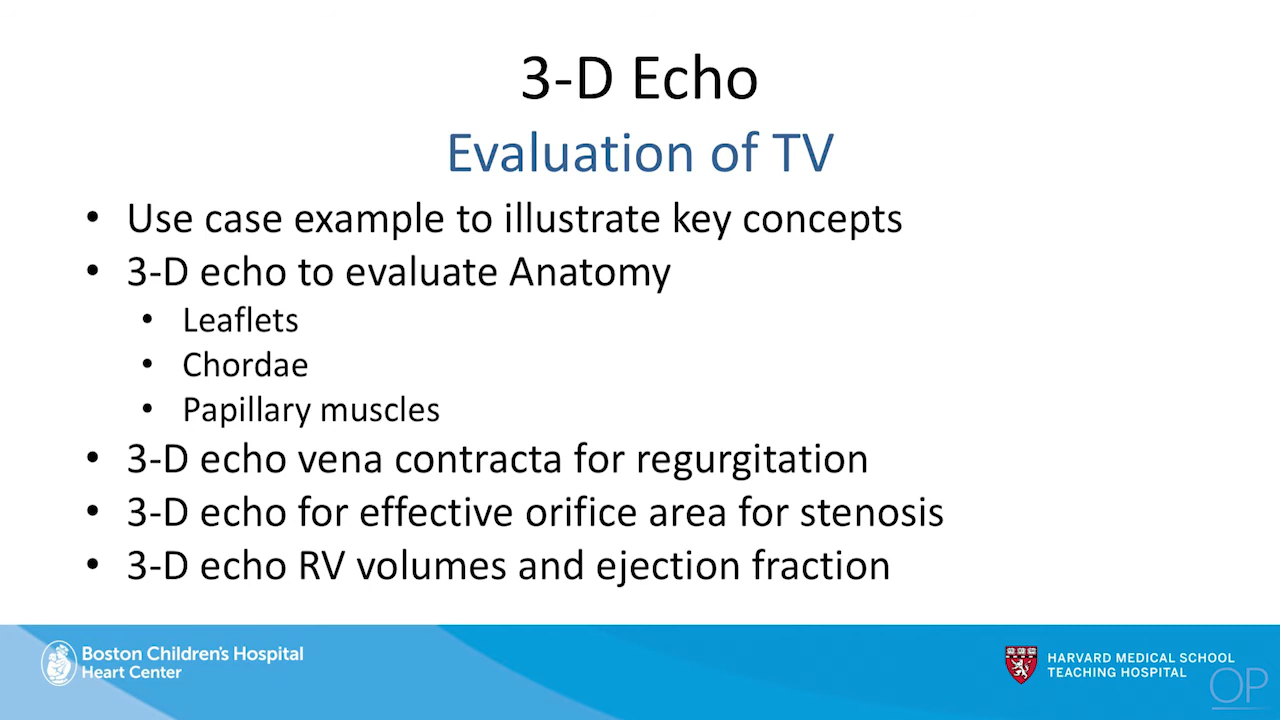 3-D Echo
Evaluation of TV
• Use case example to illustrate key concepts
• 3-D echo to evaluate Anatomy
• Leaflets
• Chordae
• Papillary muscles
• 3-D echo vena contracta for regurgitation
• 3-D echo for effective orifice area for stenosis
• 3-D echo RV volumes and ejection fraction
Boston Children's Hospital
Heart Center
HARVARD MEDICAL SCHOOL
TEACHING HOSPITAL
OP